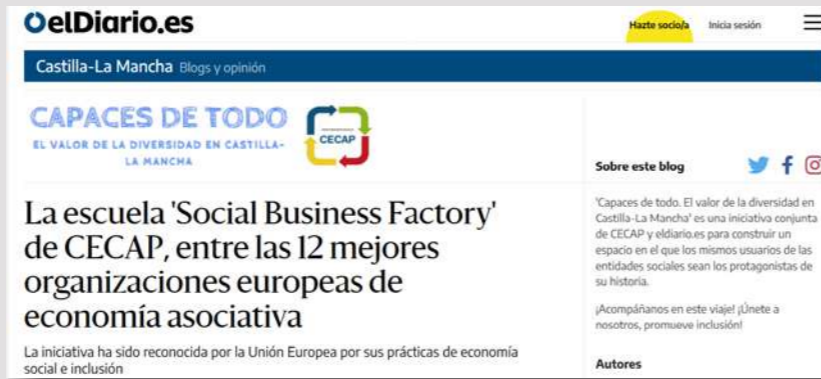 elDiario.es
Hazte socio/a Inicia sesión
Castilla-La Mancha Blogs y opinión
CAPACES DE TODO
EL VALOR DE LA DIVERSIDAD EN CASTILLA-
LA MANCHA
CECAP
La escuela 'Social Business Factory'
de CECAP, entre las 12 mejores
organizaciones europeas de
economía asociativa
La iniciativa ha sido reconocida por la Unión Europea por sus prácticas de economía
social e inclusión
Sobre este blog
'Capaces de todo. El valor de la diversidad en
Castilla-La Mancha' es una iniciativa conjunta
de CECAP y eldiario.es para construir un
espacio en el que los mismos usuarios de las
entidades sociales sean los protagonistas de
su historia.
¡Acompáñanos en este viaje! ¡Únete a
nosotros, promueve inclusión!
Autores